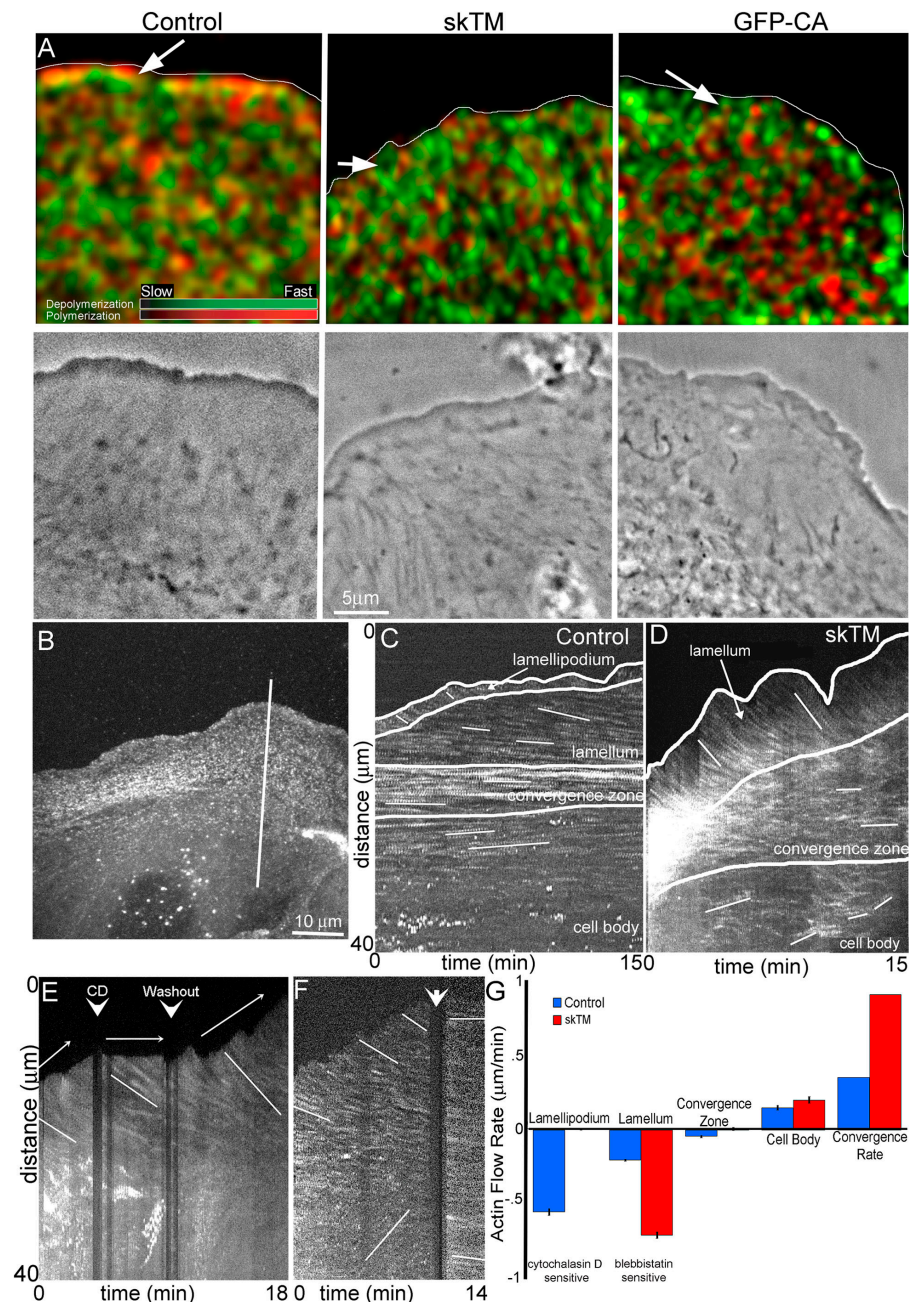 Control skTM GFP-CA
A
Slow Fast
Depolymerization
Polymerization
5μm
B
10 μm
C
Control
lamellipodium
lamellum
convergence zone
cell body
0
distance (μm)
40
0 time (min) 15
D
skTM
lamellum
convergence zone
cell body
0 time (min) 15
E
CD Washout
0
distance (μm)
40
0 time (min) 18
F
0 time (min) 14
G
Control
skTM
Actin Flow Rate (μm/min)
1
.5
0
-.5
-1
Lamellipodium
Lamellum
Convergence
Zone
Cell Body
Convergence
Rate
cytochalasin D
sensitive
blebbistatin
sensitive